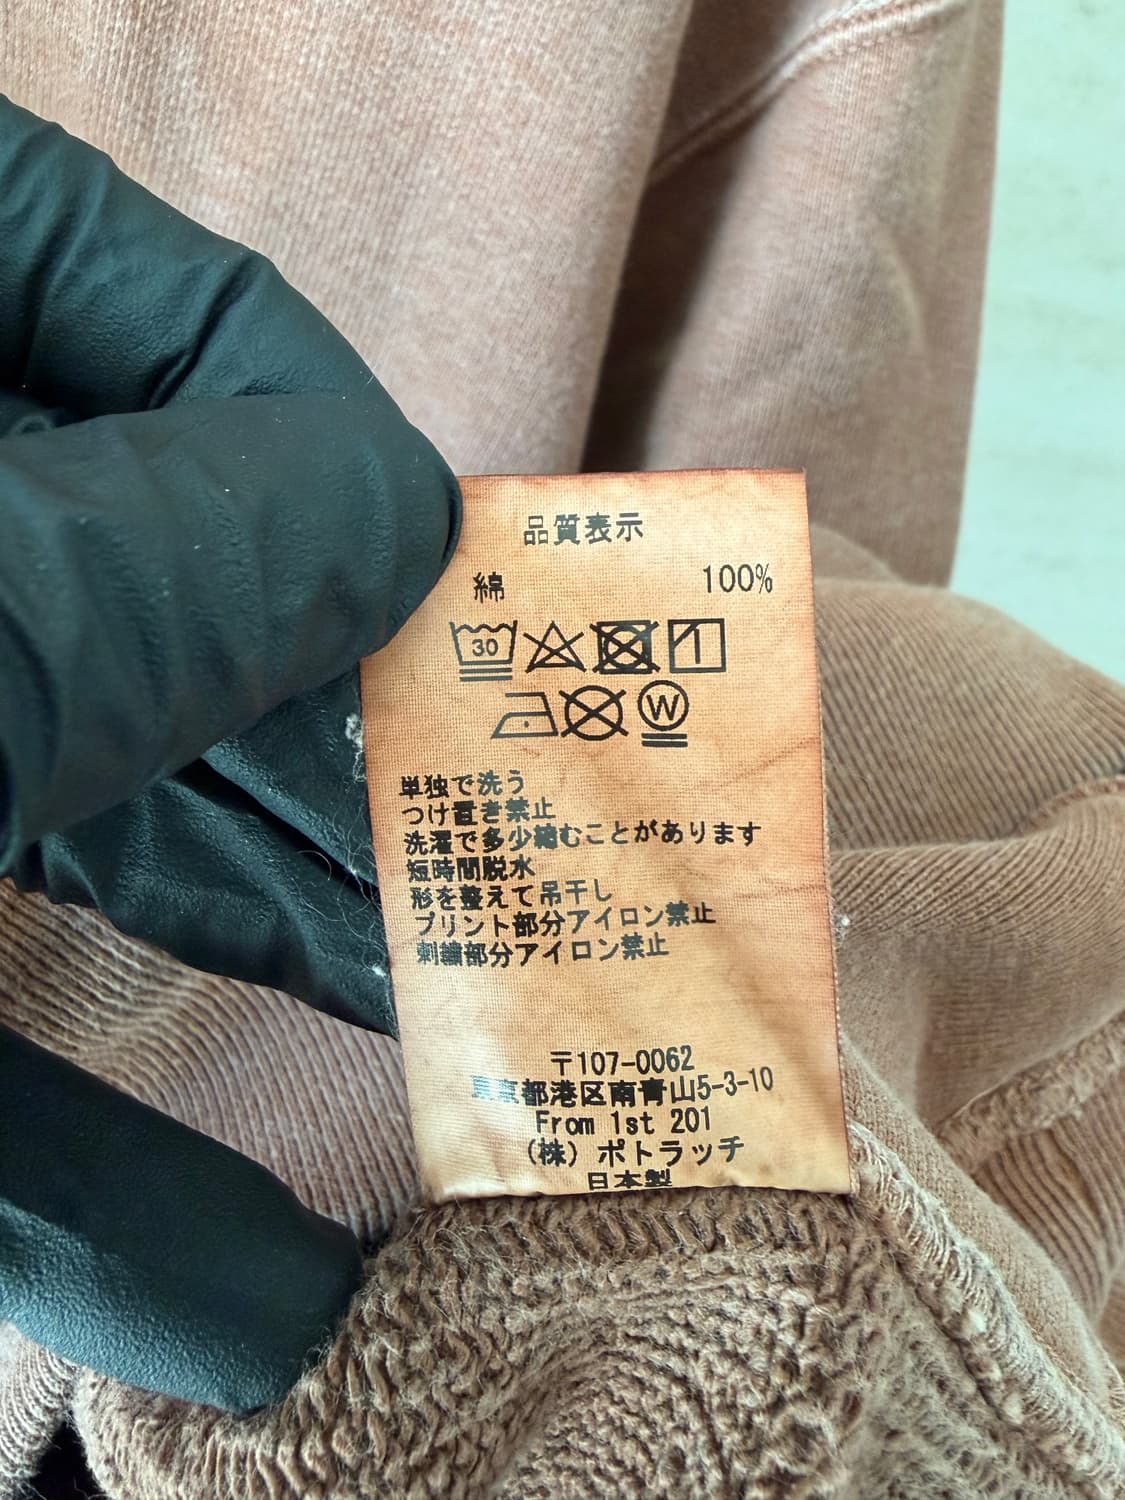 品質表示
綿 100%
30
W
単独で洗う
つけ置き禁止
洗濯で多少縮むことがあります
短時間脱水
形を整えて吊干し
プリント部分アイロン禁止
刺繍部分アイロン禁止
〒107-0062
東京都港区南青山5-3-10
From 1st 201
(株) ポトラッチ
日本製